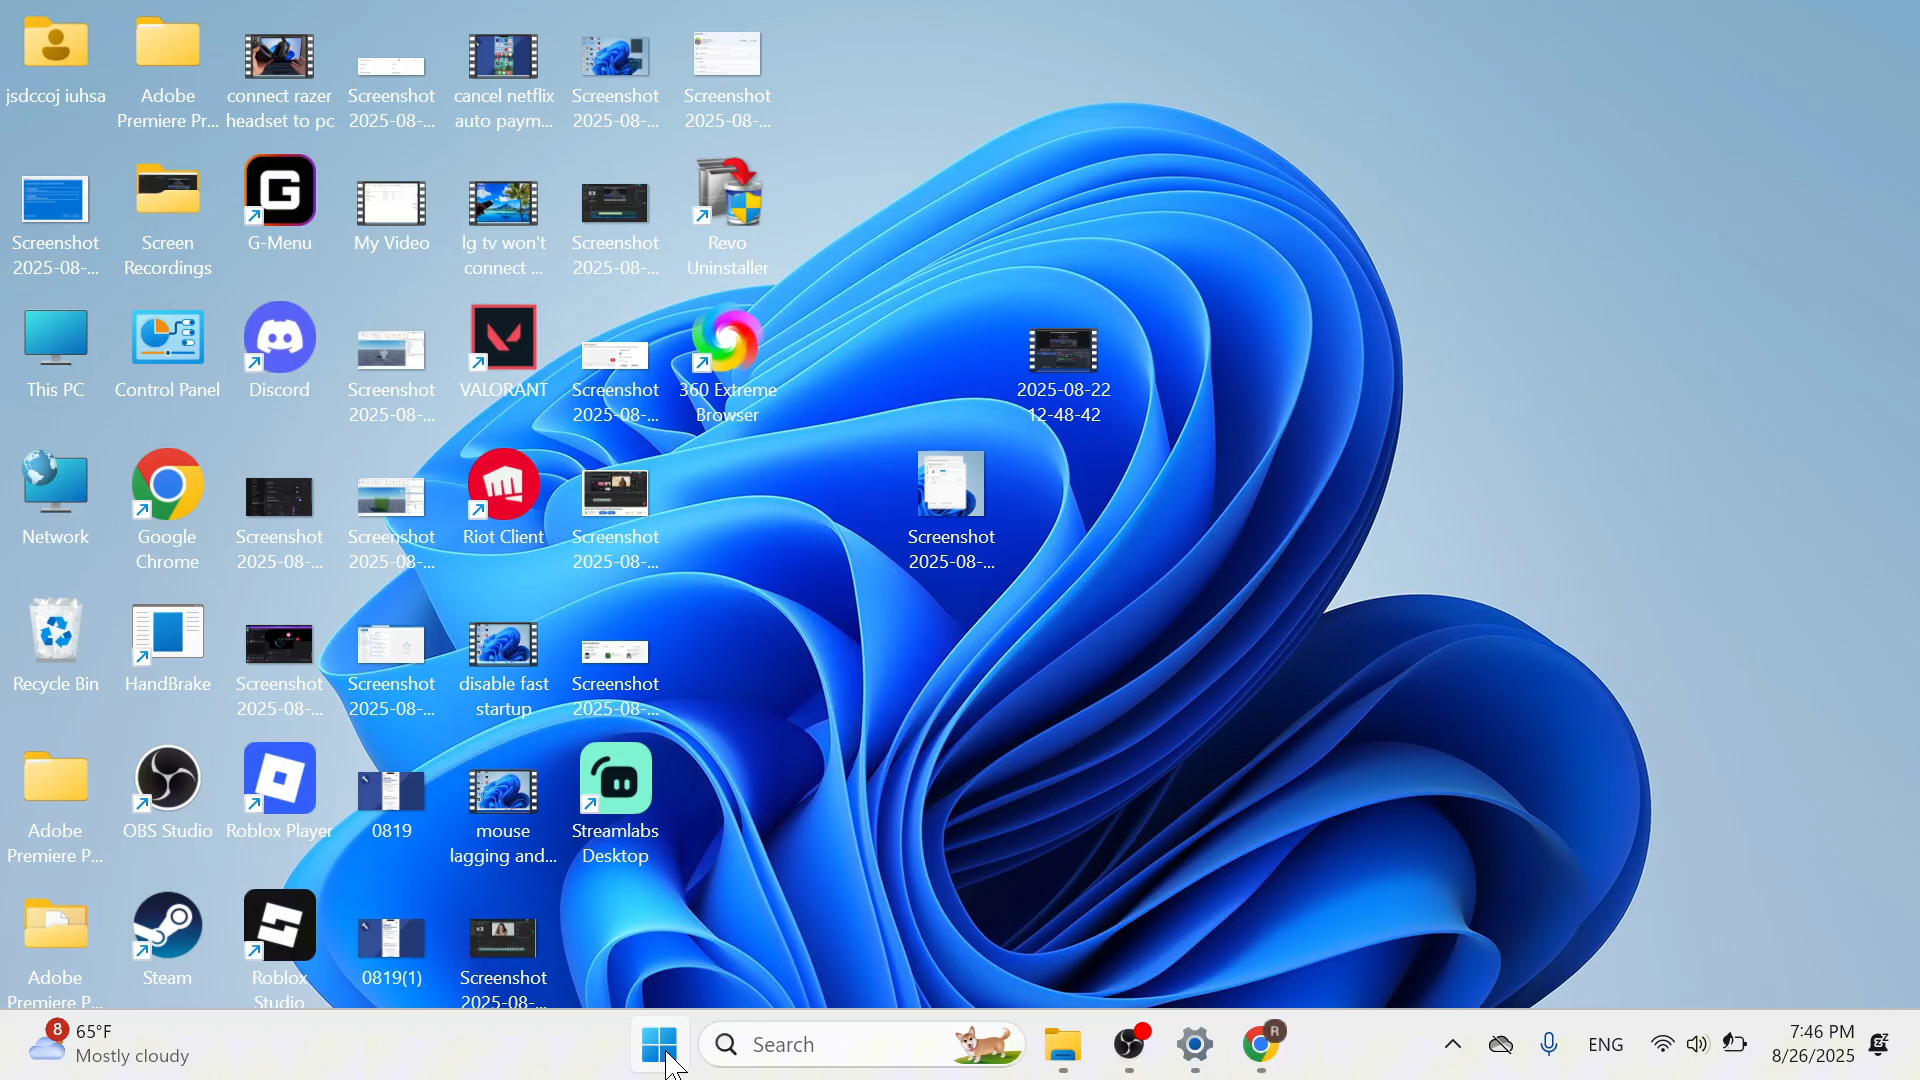 jsdccoj iuhsa
Adobe
Premiere Pr...
connect razer
headset to pc
Screenshot
2025-08-...
cancel netflix
auto paym...
Screenshot
2025-08-...
Screenshot
2025-08-...
Screenshot
2025-08-...
Screen
Recordings
G-Menu
My Video
lg tv won't
connect ...
Screenshot
2025-08-...
Revo
Uninstaller
This PC
Control Panel
Discord
Screenshot
2025-08-...
VALORANT
Screenshot
2025-08-...
360 Extreme
Browser
2025-08-22
12-48-42
Network
Google
Chrome
Screenshot
2025-08-...
Screenshot
2025-08-...
Riot Client
Screenshot
2025-08-...
Screenshot
2025-08-...
Recycle Bin
HandBrake
Screenshot
2025-08-...
Screenshot
2025-08-...
disable fast
startup
Screenshot
2025-08-...
Adobe
Premiere P...
OBS Studio
Roblox Player
0819
mouse
lagging and...
Streamlabs
Desktop
Adobe
Premiere P...
Steam
Roblox
Studio
0819(1)
Screenshot
2025-08-...
8
65°F
Mostly cloudy
Search
R
ENG
7:46 PM
8/26/2025